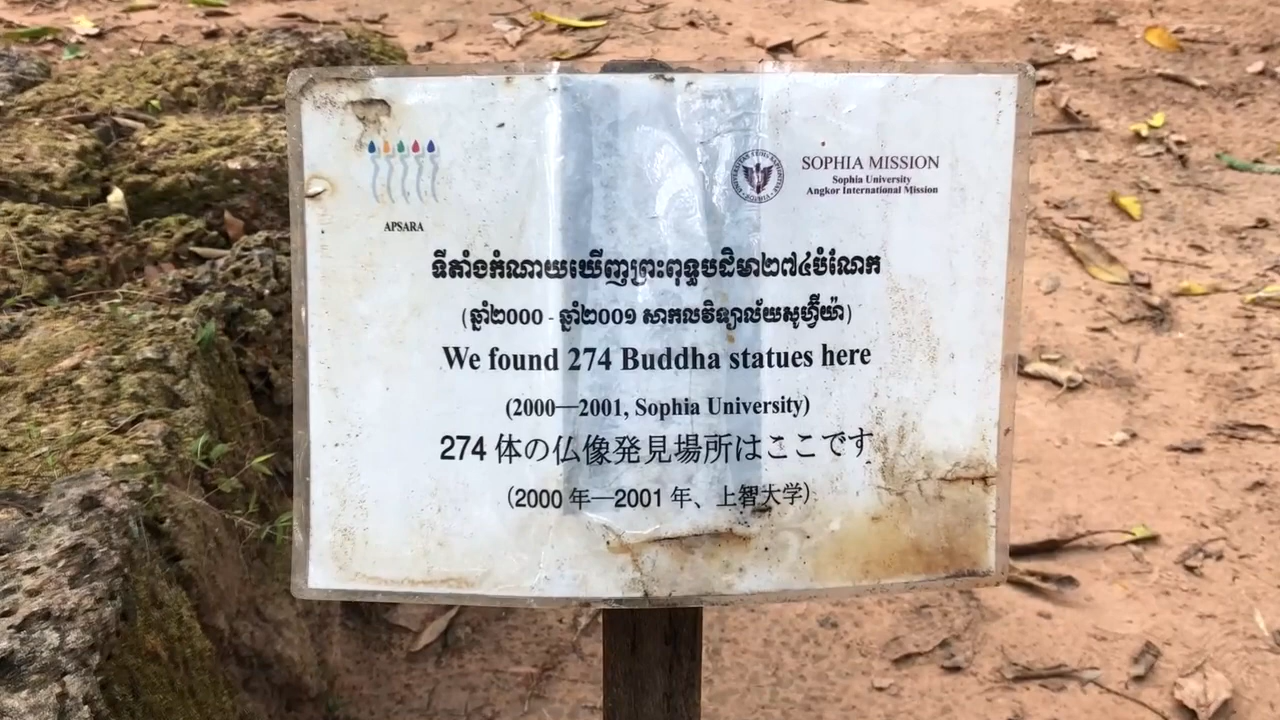 APSARA
SOPHIA MISSION
Sophia University
Angkor International Mission
ទីតាំងកំណាយឃើញព្រះពុទ្ធបដិមា២៧៤បំណែក
(ឆ្នាំ២០០០ - ឆ្នាំ២០០១ សាកលវិទ្យាល័យសូហ្វ៊ីយ៉ា)
We found 274 Buddha statues here
(2000—2001, Sophia University)
274 体の仏像発見場所はここです
(2000 年—2001 年、上智大学)